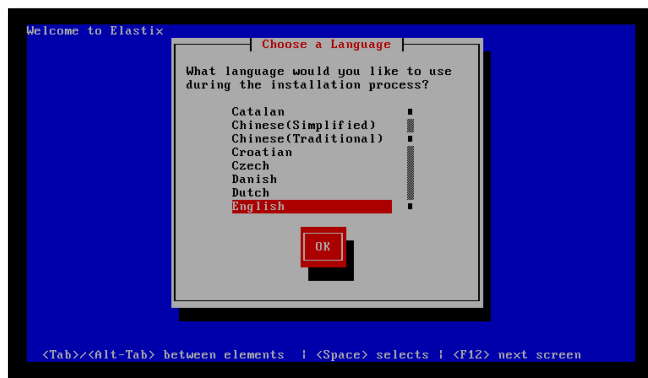 Welcome to Elastix
Choose a Language
What language would you like to use
during the installation process?
Catalan
Chinese(Simplified)
Chinese(Traditional)
Croatian
Czech
Danish
Dutch
English
OK
<Tab>/<Alt-Tab> between elements | <Space> selects | <F12> next screen